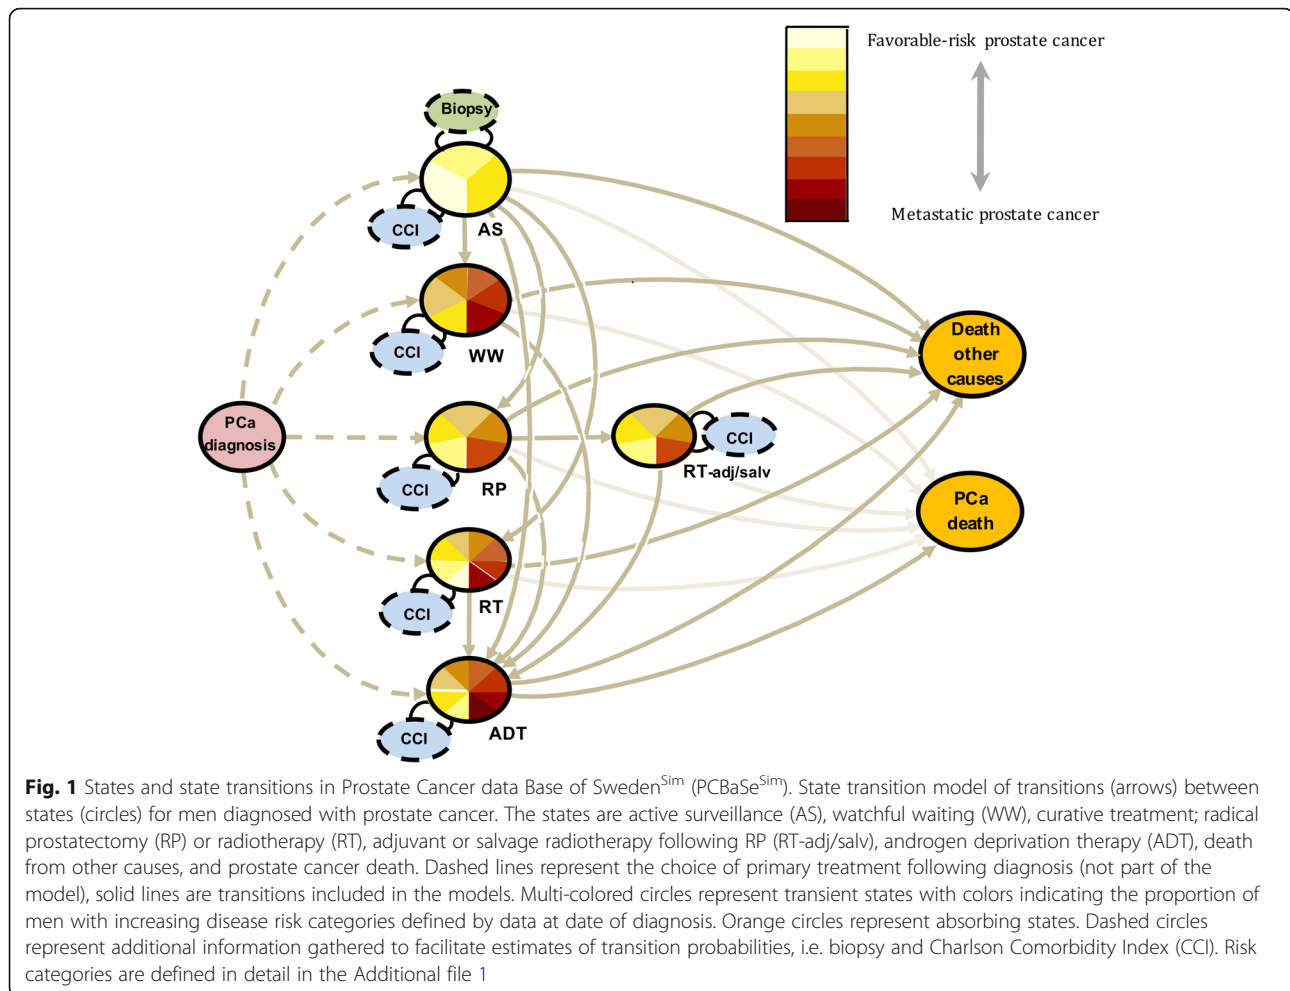 Favorable-risk prostate cancer
Metastatic prostate cancer
Biopsy
CCI
AS
CCI
WW
Death
other
causes
PCa
diagnosis
CCI
RP
CCI
RT-adj/salv
PCa
death
CCI
RT
CCI
ADT
Fig. 1 States and state transitions in Prostate Cancer data Base of Sweden^Sim (PCBaSe^Sim). State transition model of transitions (arrows) between
states (circles) for men diagnosed with prostate cancer. The states are active surveillance (AS), watchful waiting (WW), curative treatment; radical
prostatectomy (RP) or radiotherapy (RT), adjuvant or salvage radiotherapy following RP (RT-adj/salv), androgen deprivation therapy (ADT), death
from other causes, and prostate cancer death. Dashed lines represent the choice of primary treatment following diagnosis (not part of the
model), solid lines are transitions included in the models. Multi-colored circles represent transient states with colors indicating the proportion of
men with increasing disease risk categories defined by data at date of diagnosis. Orange circles represent absorbing states. Dashed circles
represent additional information gathered to facilitate estimates of transition probabilities, i.e. biopsy and Charlson Comorbidity Index (CCI). Risk
categories are defined in detail in the Additional file 1